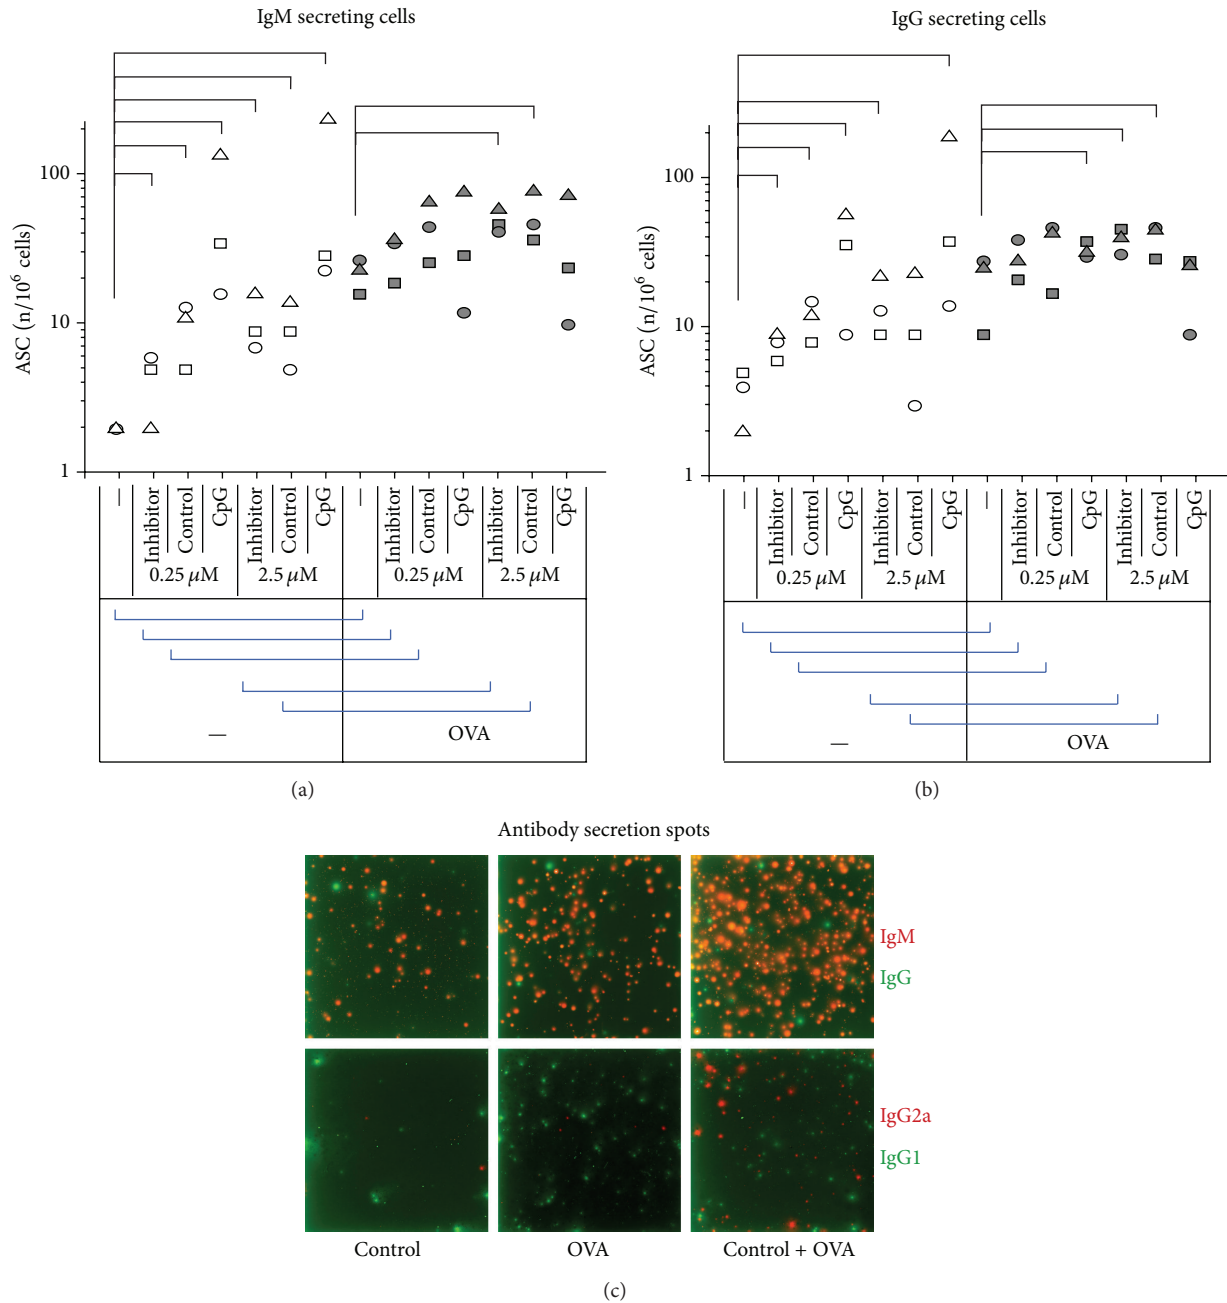 IgM secreting cells
ASC (n/10⁶ cells)
100
10
1
—
Inhibitor
Control
CpG
Inhibitor
Control
CpG
—
Inhibitor
Control
CpG
Inhibitor
Control
CpG
0.25 μM
2.5 μM
0.25 μM
2.5 μM
—
OVA
(a)
IgG secreting cells
ASC (n/10⁶ cells)
100
10
1
—
Inhibitor
Control
CpG
Inhibitor
Control
CpG
—
Inhibitor
Control
CpG
Inhibitor
Control
CpG
0.25 μM
2.5 μM
0.25 μM
2.5 μM
—
OVA
(b)
Antibody secretion spots
IgM
IgG
IgG2a
IgG1
Control
OVA
Control + OVA
(c)